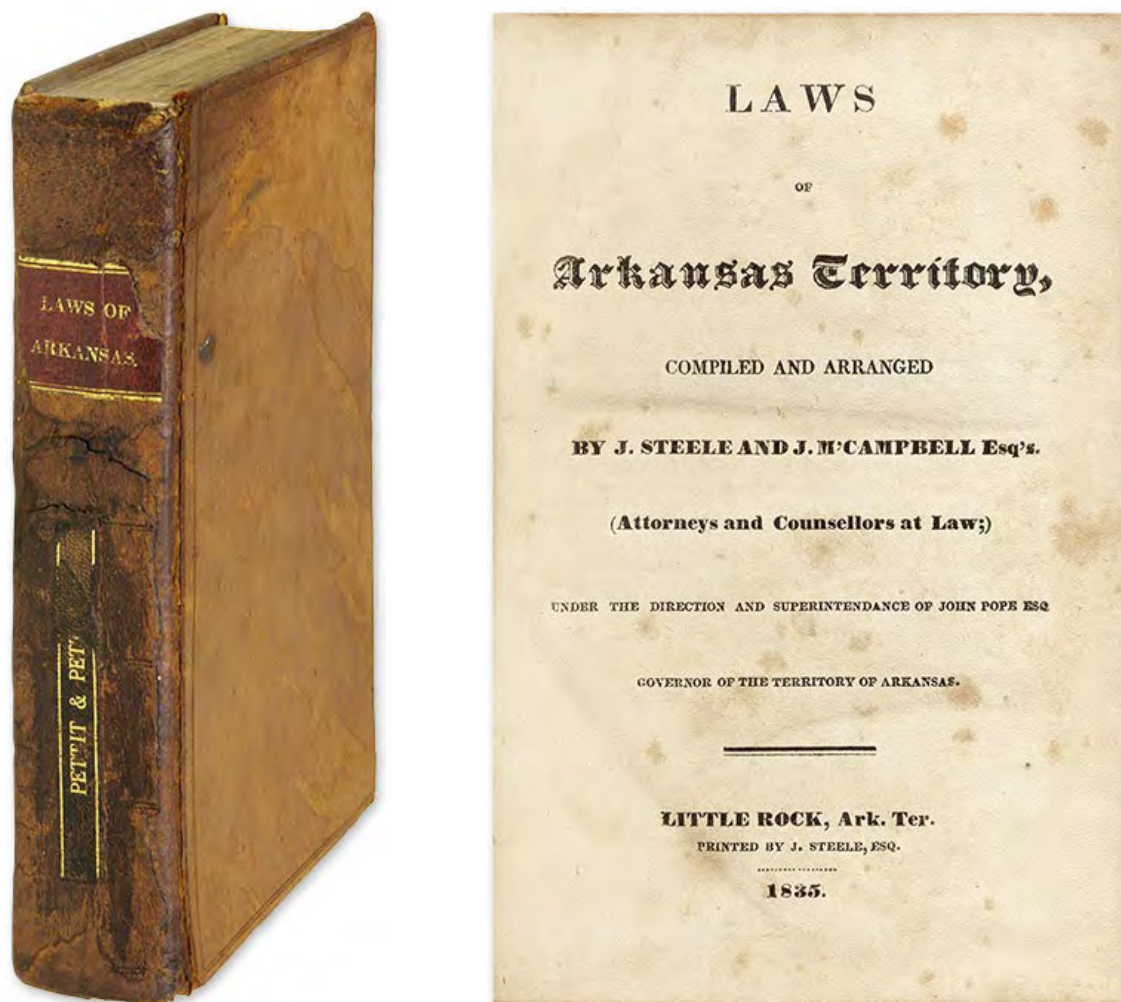 LAWS OF
ARKANSAS.
PETTIT & PET
LAWS
OF
Arkansas Territory,
COMPILED AND ARRANGED
BY J. STEELE AND J. M'CAMPBELL Esq's.
(Attorneys and Counsellors at Law;)
UNDER THE DIRECTION AND SUPERINTENDANCE OF JOHN POPE ESQ
GOVERNOR OF THE TERRITORY OF ARKANSAS.
LITTLE ROCK, Ark. Ter.
PRINTED BY J. STEELE, ESQ.
1835.